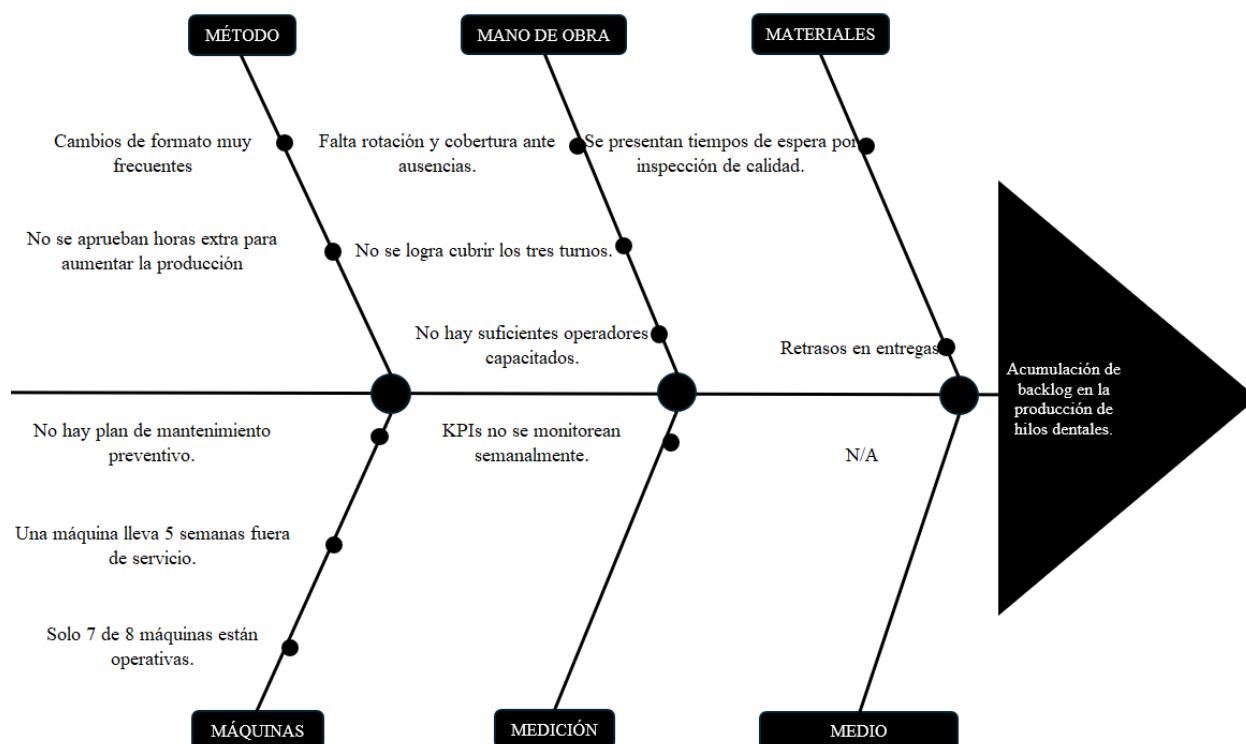 MÉTODO
MANO DE OBRA
MATERIALES
Cambios de formato muy
frecuentes
No se aprueban horas extra para
aumentar la producción
Falta rotación y cobertura ante
ausencias.
No se logra cubrir los tres turnos.
No hay suficientes operadores
capacitados.
Se presentan tiempos de espera por
inspección de calidad.
Retrasos en entregas
Acumulación de
backlog en la
producción de
hilos dentales.
No hay plan de mantenimiento
preventivo.
Una máquina lleva 5 semanas fuera
de servicio.
Solo 7 de 8 máquinas están
operativas.
KPIs no se monitorean
semanalmente.
N/A
MÁQUINAS
MEDICIÓN
MEDIO